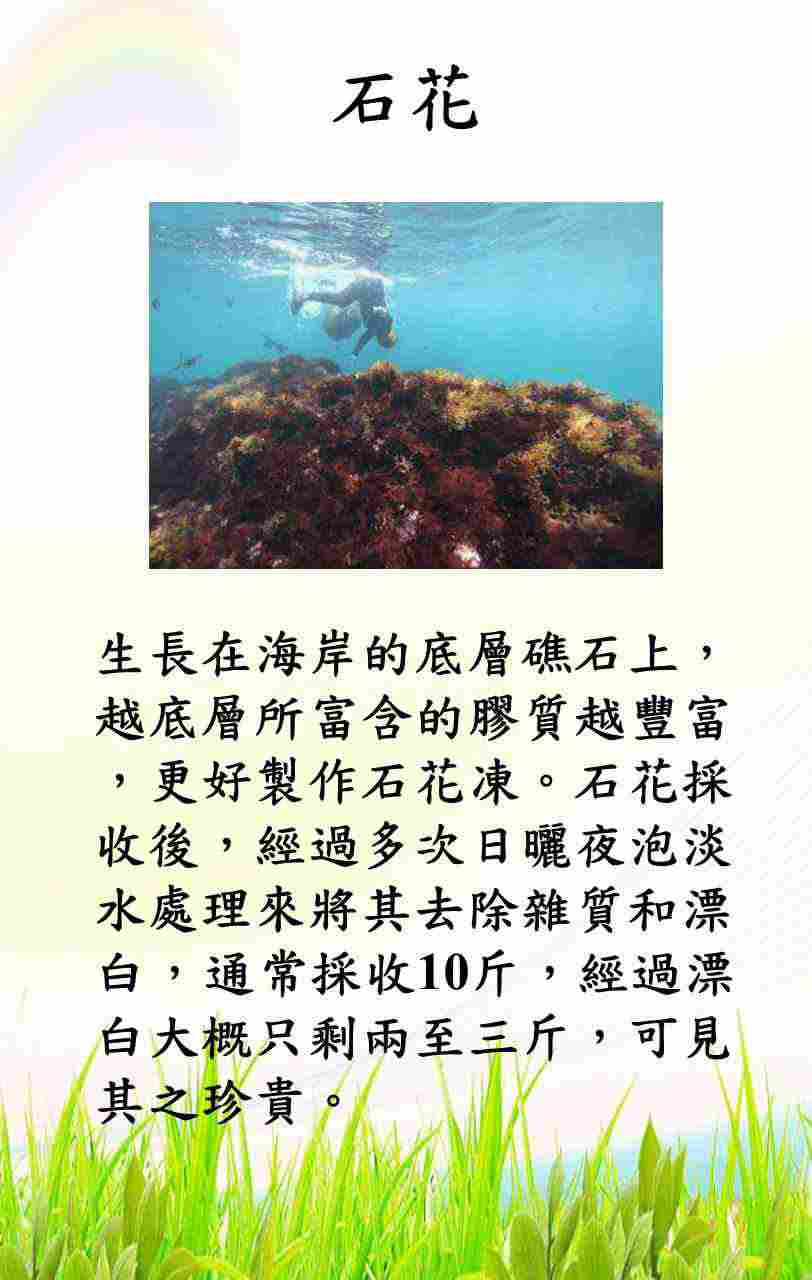 石花
生長在海岸的底層礁石上，
越底層所富含的膠質越豐富
，更好製作石花凍。石花採
收後，經過多次日曬夜泡淡
水處理來將其去除雜質和漂
白，通常採收10斤，經過漂
白大概只剩兩至三斤，可見
其之珍貴。